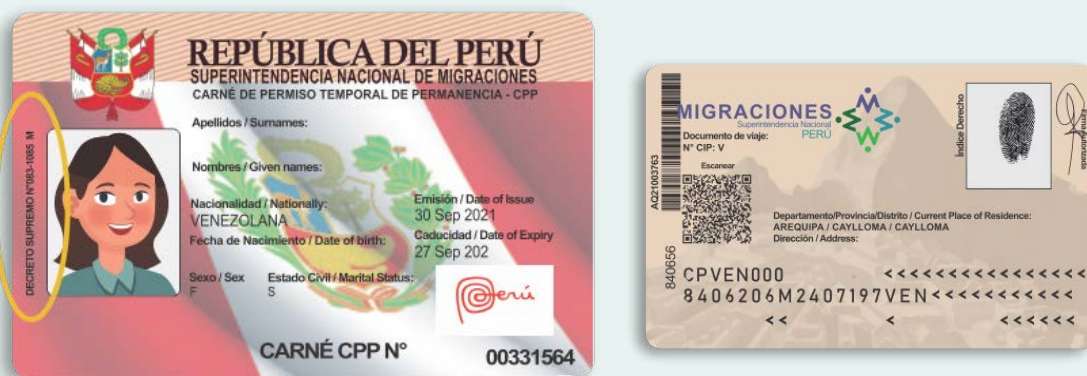 REPÚBLICA DEL PERÚ
SUPERINTENDENCIA NACIONAL DE MIGRACIONES
CARNÉ DE PERMISO TEMPORAL DE PERMANENCIA - CPP
DECRETO SUPREMO N°083-1085 M
Apellidos / Surnames:
Nombres / Given names:
Nacionalidad / Nationally:
VENEZOLANA
Emisión / Date of Issue
30 Sep 2021
Fecha de Nacimiento / Date of birth:
Caducidad / Date of Expiry
27 Sep 202
Sexo / Sex
F
Estado Civil / Marital Status:
S
Perú
CARNÉ CPP N° 00331564
MIGRACIONES
Superintendencia Nacional
PERÚ
Documento de viaje:
N° CIP: V
Escanear
AQ21003763
Índice Derecho
Departamento/Provincia/Distrito / Current Place of Residence:
AREQUIPA / CAYLLOMA / CAYLLOMA
Dirección / Address:
840656
CPVEN000 <<<<<<<<<<<<<<<<
8406206M2407197VEN<<<<<<<<<<<
<< < <<<<<<